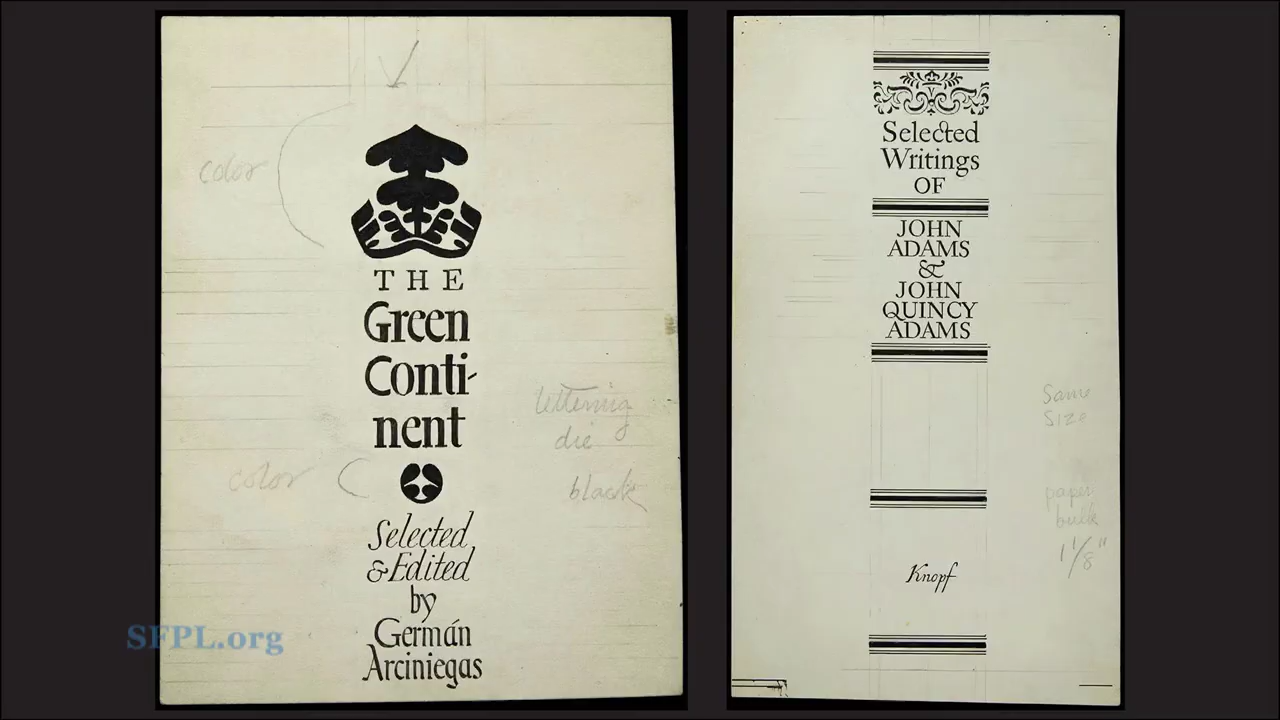 color
THE
Green
Conti-
nent
lettering
die
black
color
Selected
& Edited
by
Germán
Arciniegas
SFPL.org
Selected
Writings
OF
JOHN
ADAMS
&
JOHN
QUINCY
ADAMS
Same
Size
paper
bulk
1 1/8"
Knopf